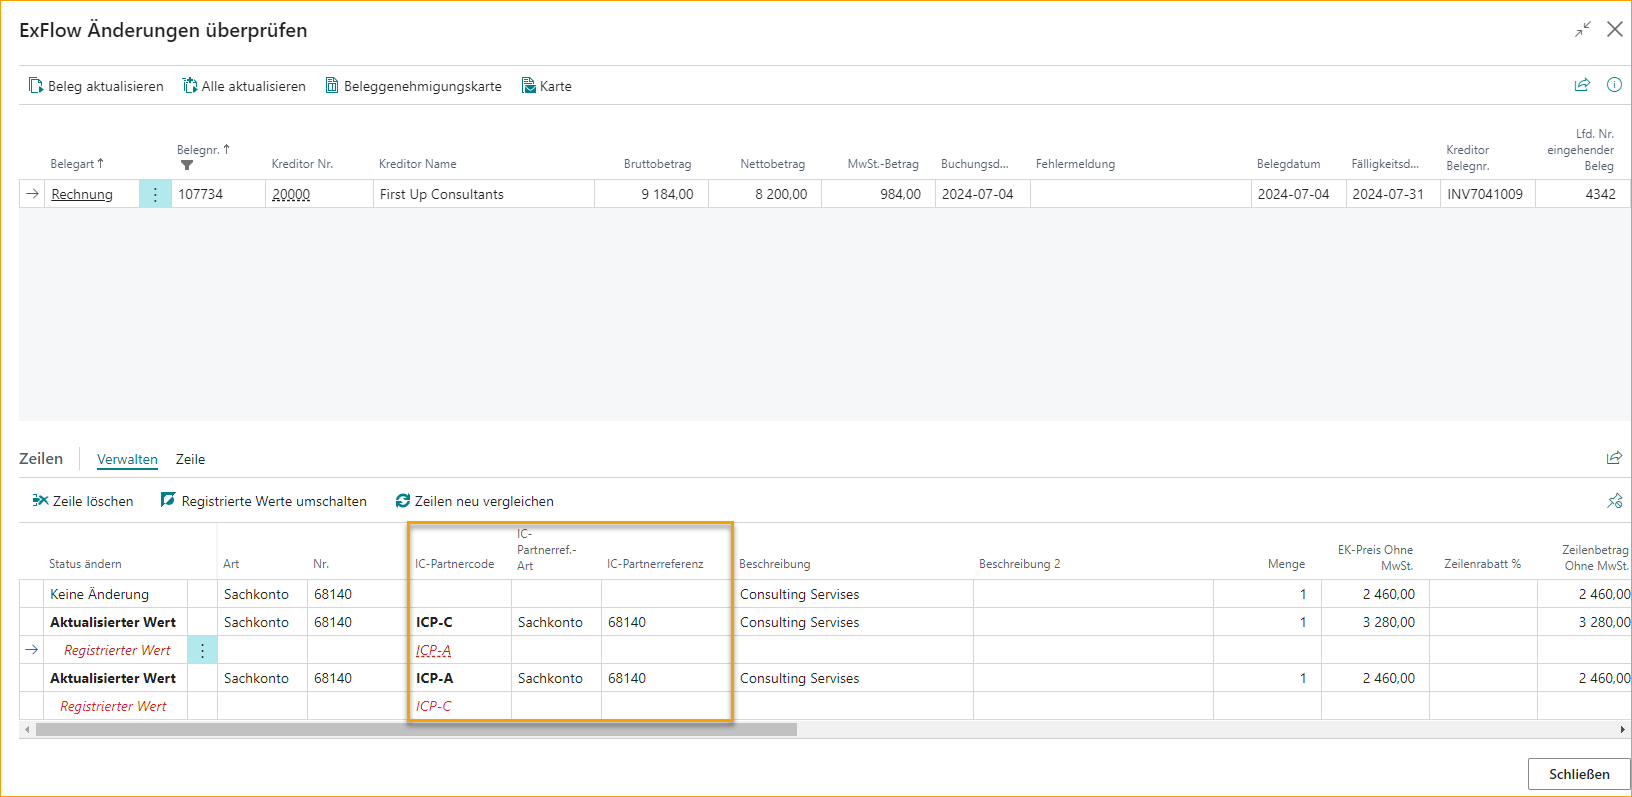 ExFlow Änderungen überprüfen
Beleg aktualisieren Alle aktualisieren Beleggenehmigungskarte Karte
Belegart Belegnr. Kreditor Nr. Kreditor Name Bruttobetrag Nettobetrag MwSt.-Betrag Buchungsd... Fehlermeldung Belegdatum Fälligkeitsd... Kreditor Belegnr. Lfd. Nr. eingehender Beleg
Rechnung 107734 20000 First Up Consultants 9 184,00 8 200,00 984,00 2024-07-04 2024-07-04 2024-07-31 INV7041009 4342
Zeilen Verwalten Zeile
Zeile löschen Registrierte Werte umschalten Zeilen neu vergleichen
Status ändern Art Nr. IC-Partnercode IC-Partnerref.-Art IC-Partnerreferenz Beschreibung Beschreibung 2 Menge EK-Preis Ohne MwSt. Zeilenrabatt % Zeilenbetrag Ohne MwSt.
Keine Änderung Sachkonto 68140 Consulting Servises 1 2 460,00 2 460,00
Aktualisierter Wert Sachkonto 68140 ICP-C Sachkonto 68140 Consulting Servises 1 3 280,00 3 280,00
Registrierter Wert ICP-A
Aktualisierter Wert Sachkonto 68140 ICP-A Sachkonto 68140 Consulting Servises 1 2 460,00 2 460,00
Registrierter Wert ICP-C
Schließen